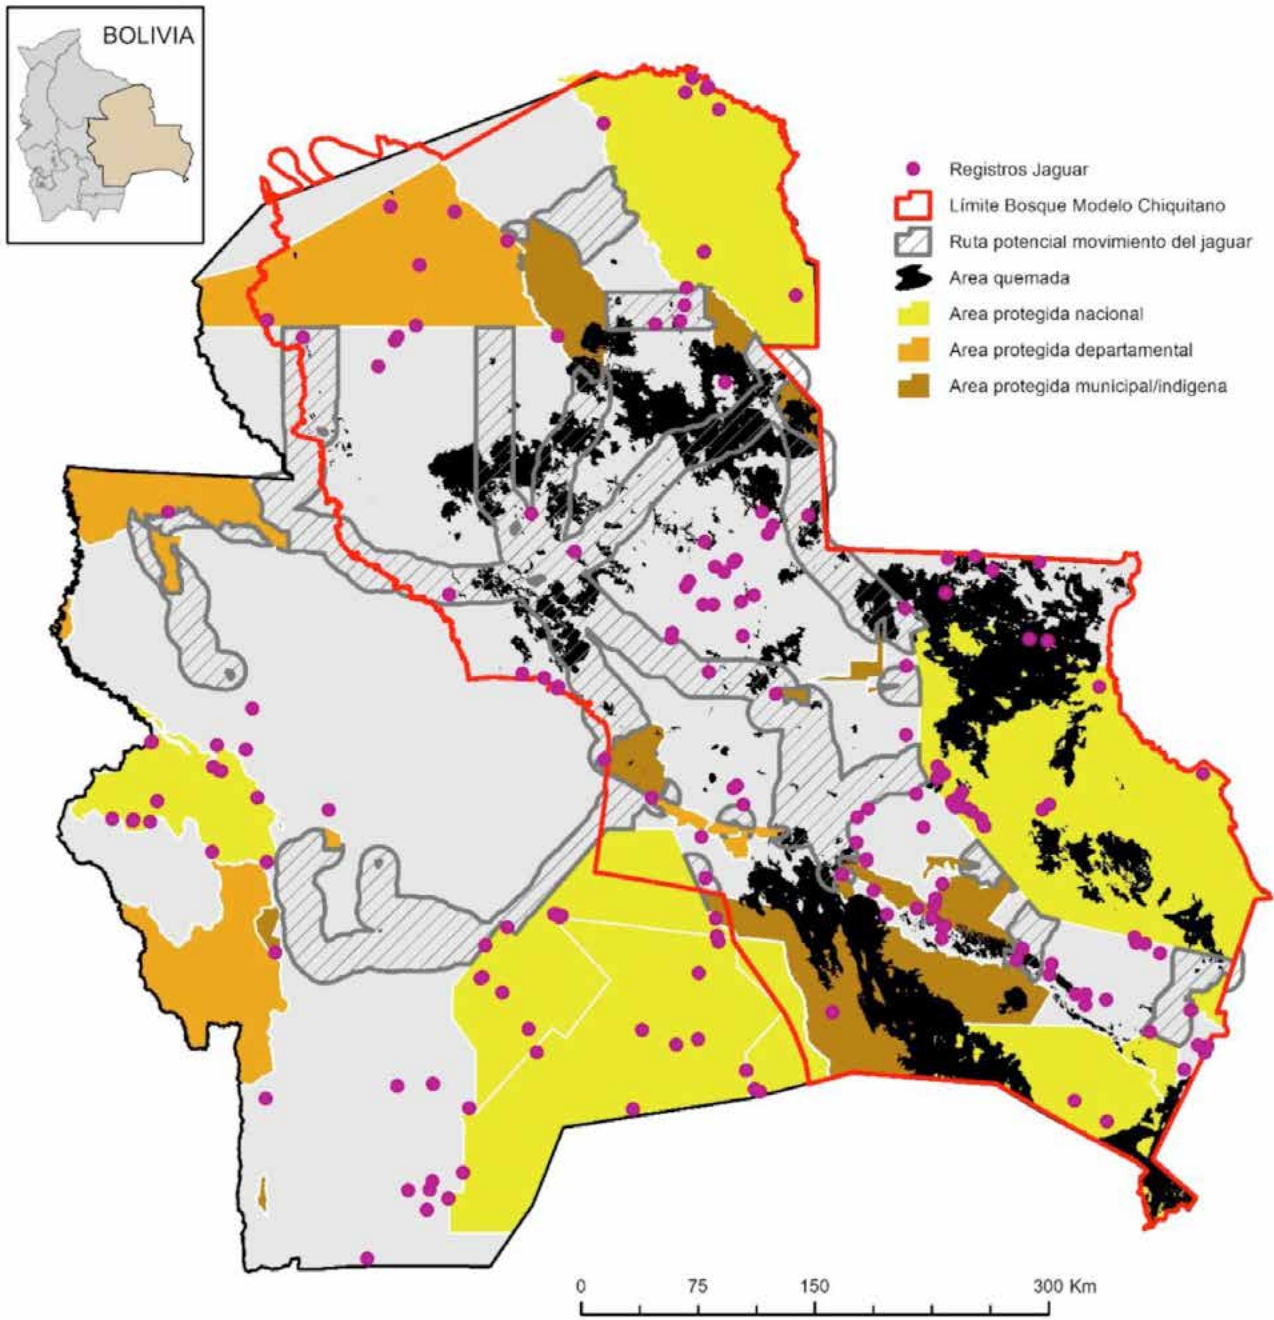 BOLIVIA
Registros Jaguar
Límite Bosque Modelo Chiquitano
Ruta potencial movimiento del jaguar
Area quemada
Area protegida nacional
Area protegida departamental
Area protegida municipal/indígena
0 75 150 300 Km